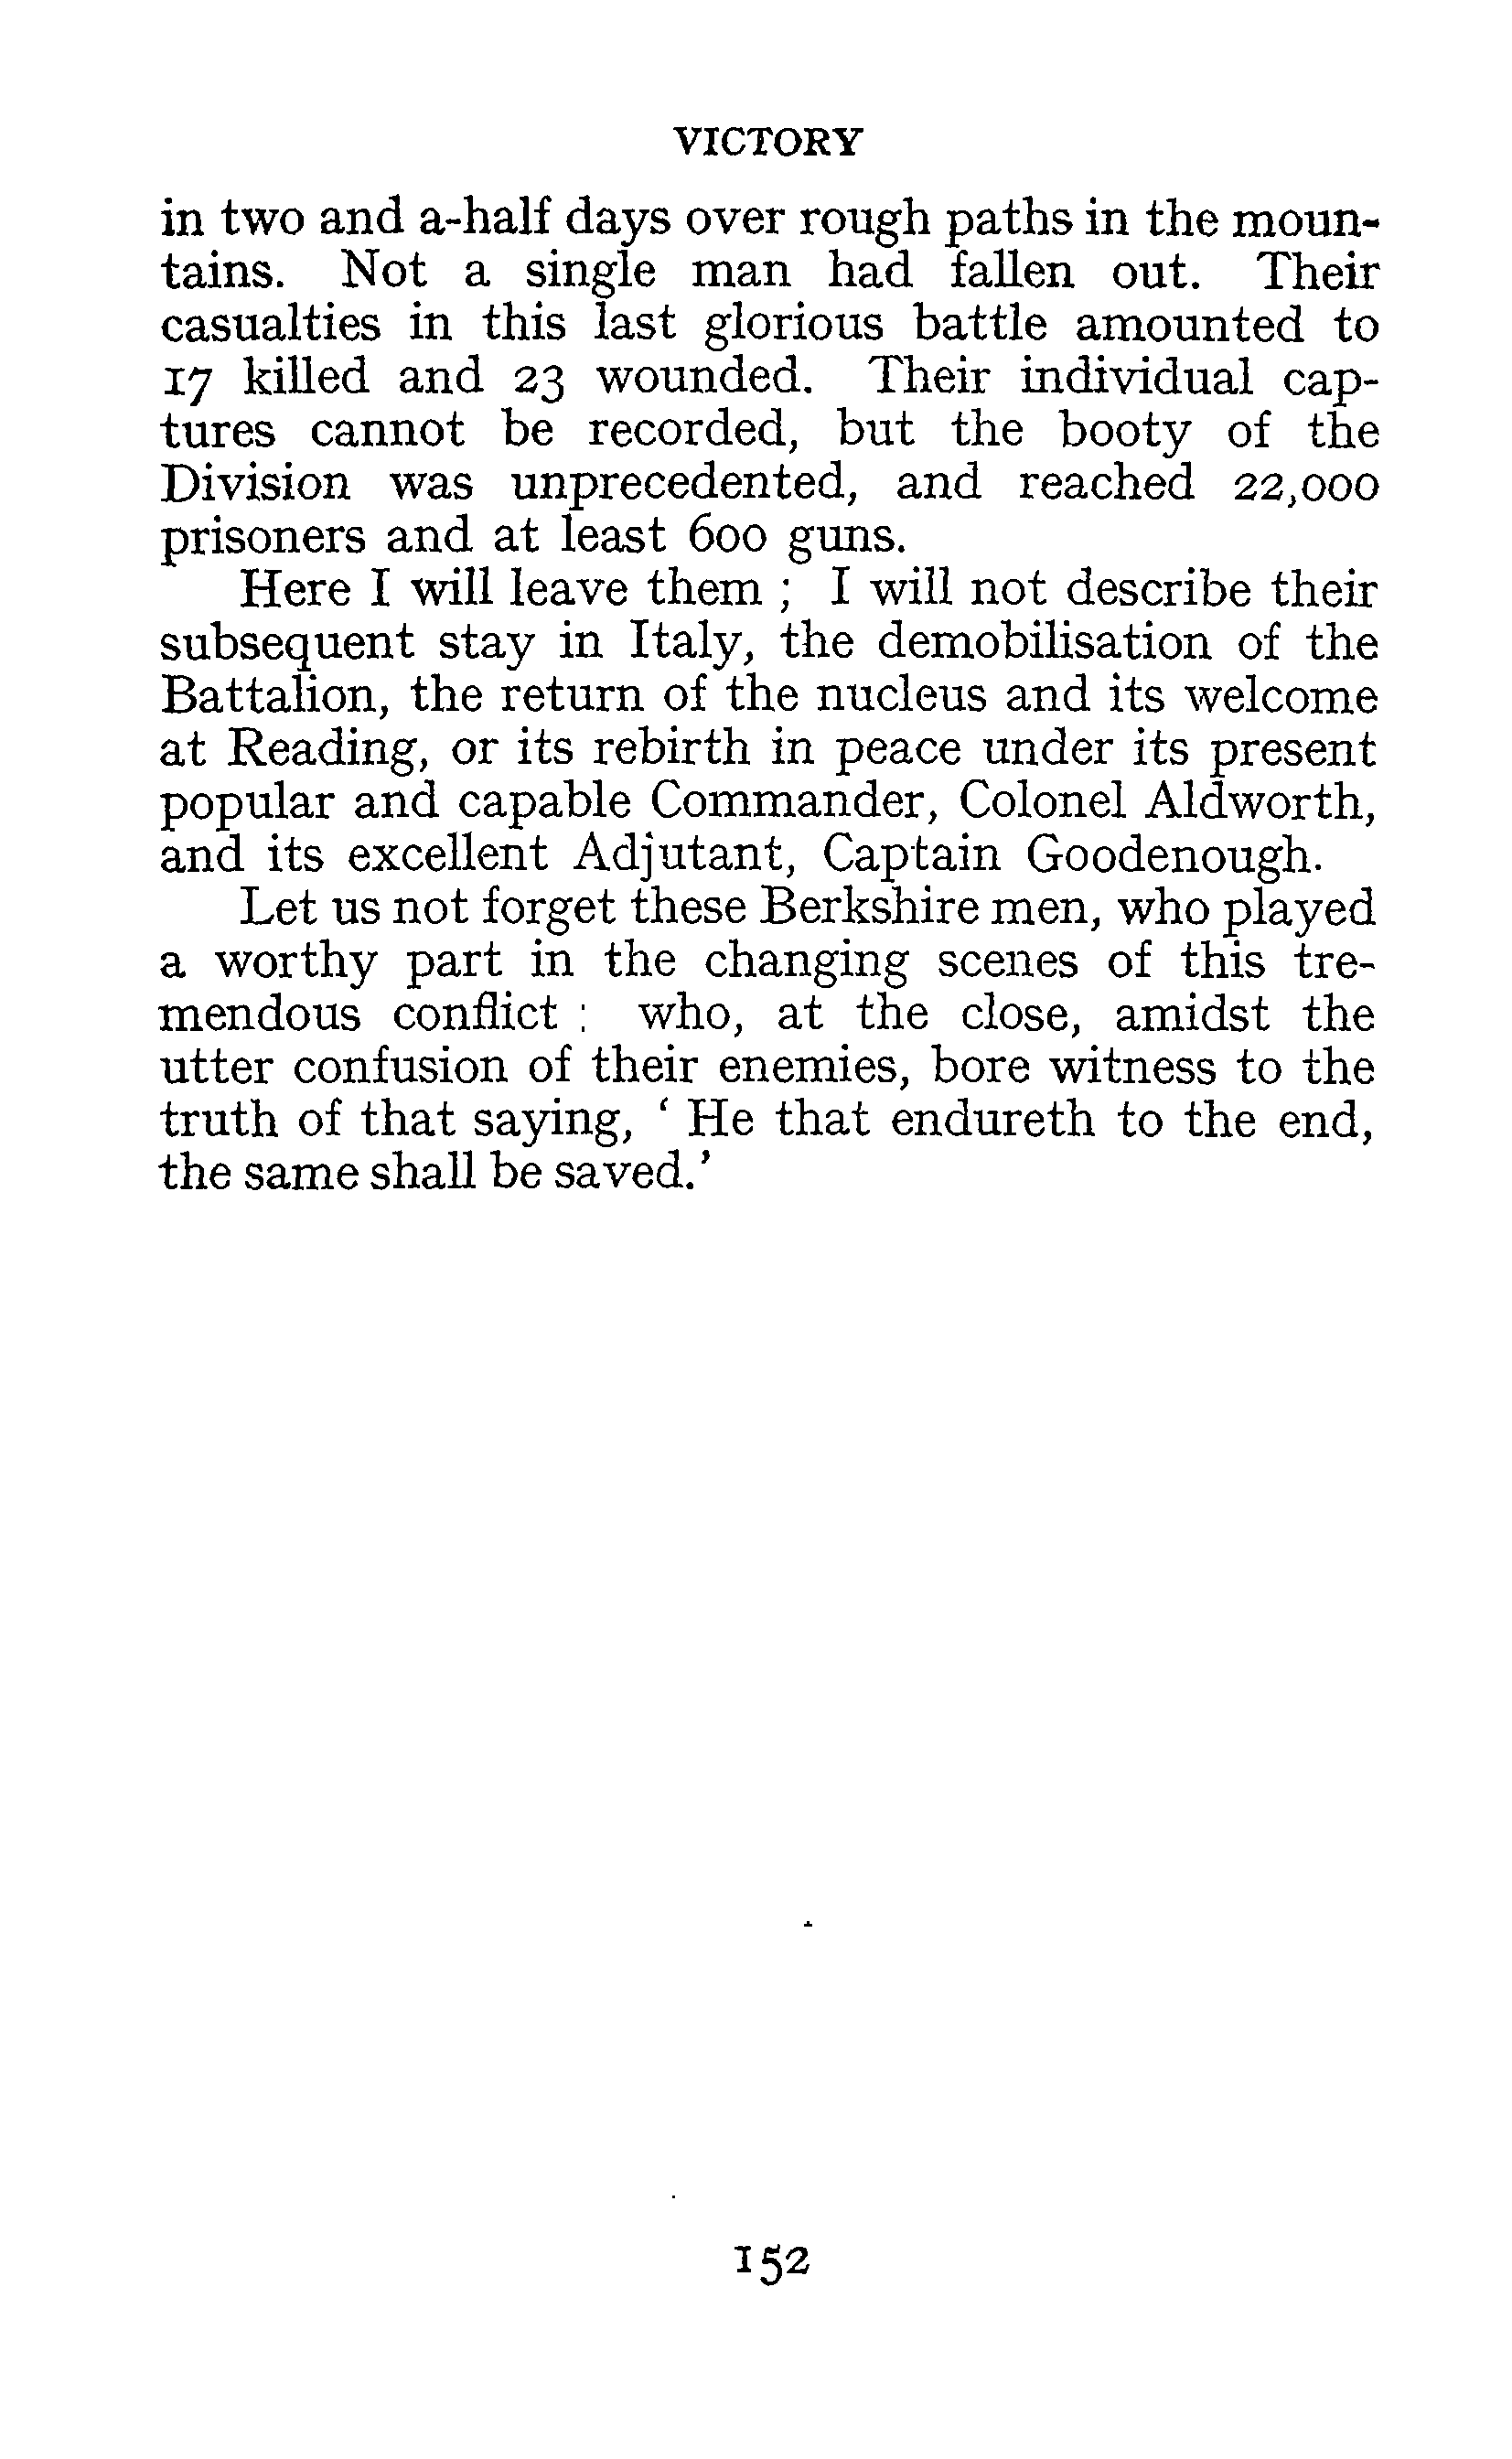 VICTORY
in two and a-half days over rough paths in the moun-
tains. Not a single man had fallen out. Their
casualties in this last glorious battle amounted to
17 killed and 23 wounded. Their individual cap-
tures cannot be recorded, but the booty of the
Division was unprecedented, and reached 22,000
prisoners and at least 600 guns.
Here I will leave them ; I will not describe their
subsequent stay in Italy, the demobilisation of the
Battalion, the return of the nucleus and its welcome
at Reading, or its rebirth in peace under its present
popular and capable Commander, Colonel Aldworth,
and its excellent Adjutant, Captain Goodenough.
Let us not forget these Berkshire men, who played
a worthy part in the changing scenes of this tre-
mendous conflict : who, at the close, amidst the
utter confusion of their enemies, bore witness to the
truth of that saying, ‘ He that endureth to the end,
the same shall be saved.’
152